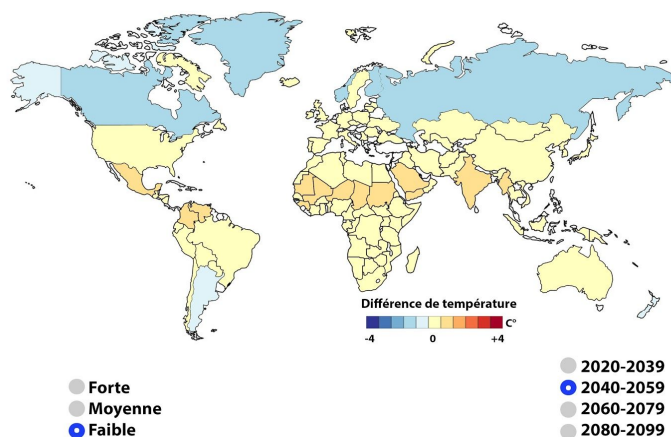 Différence de température
C°
-4 0 +4
Forte
Moyenne
Faible
2020-2039
2040-2059
2060-2079
2080-2099